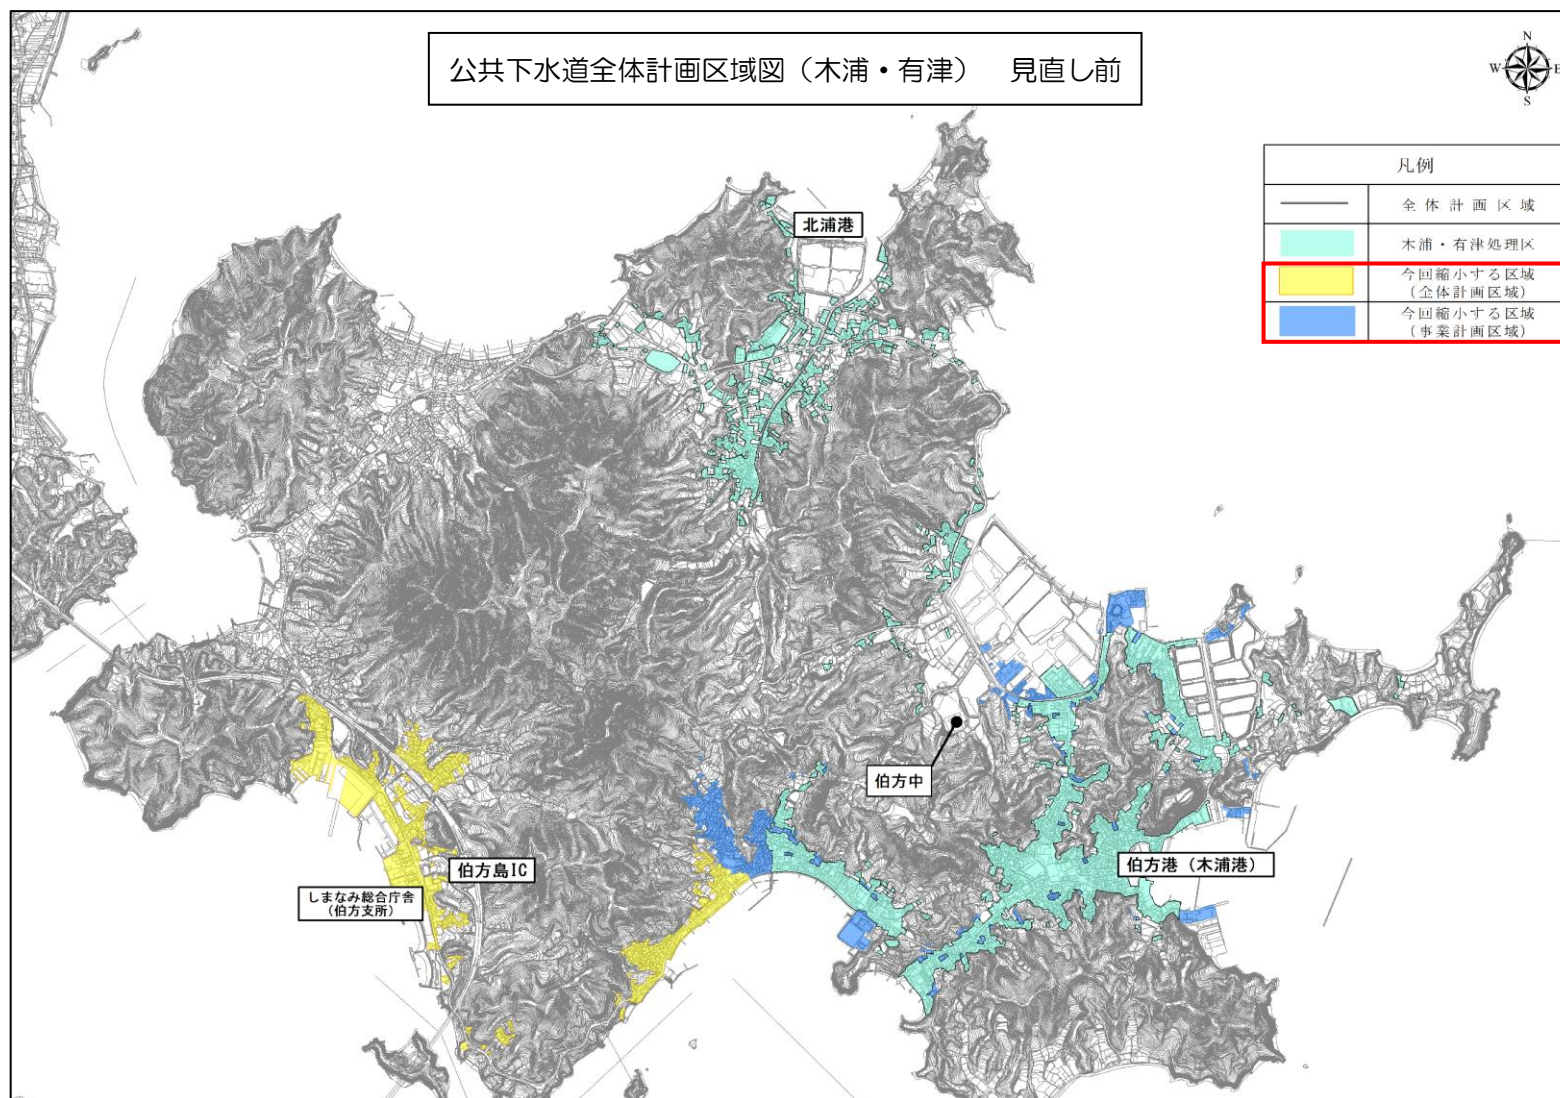 公共下水道全体計画区域図（木浦・有津）　見直し前
N
W
E
S
凡例
全体計画区域
木浦・有津処理区
今回縮小する区域
（全体計画区域）
今回縮小する区域
（事業計画区域）
北浦港
伯方中
伯方島IC
伯方港（木浦港）
しまなみ総合庁舎
（伯方支所）